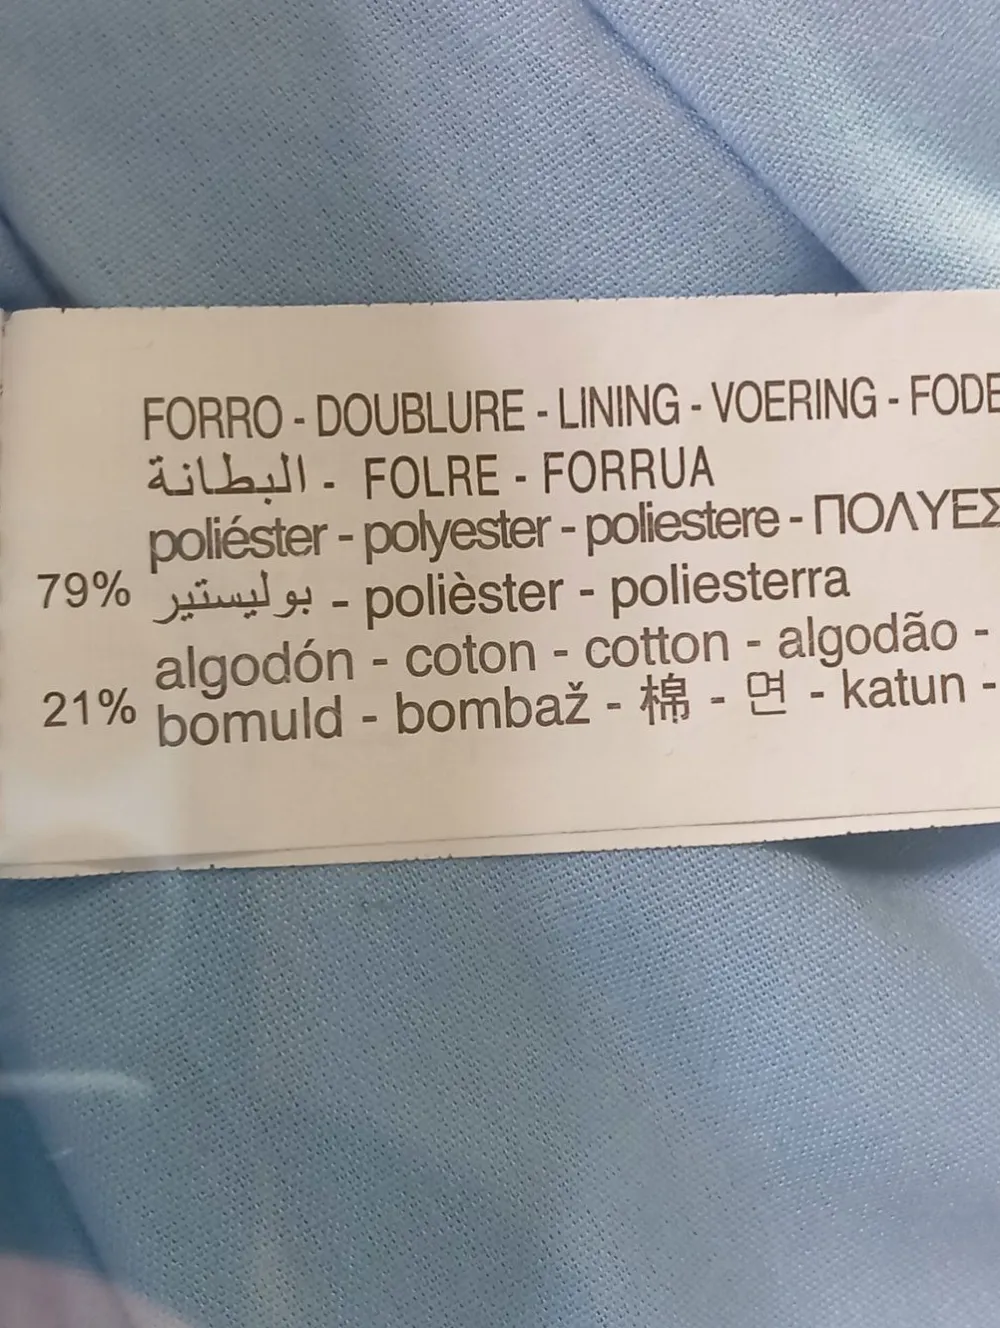 FORRO - DOUBLURE - LINING - VOERING - FODE
البطانة - FOLRE - FORRUA
poliéster - polyester - poliestere - ΠΟΛΥΕΣ
79% بوليستير - polièster - poliesterra
algodón - coton - cotton - algodão -
21% bomuld - bombaž - 棉 - 면 - katun -